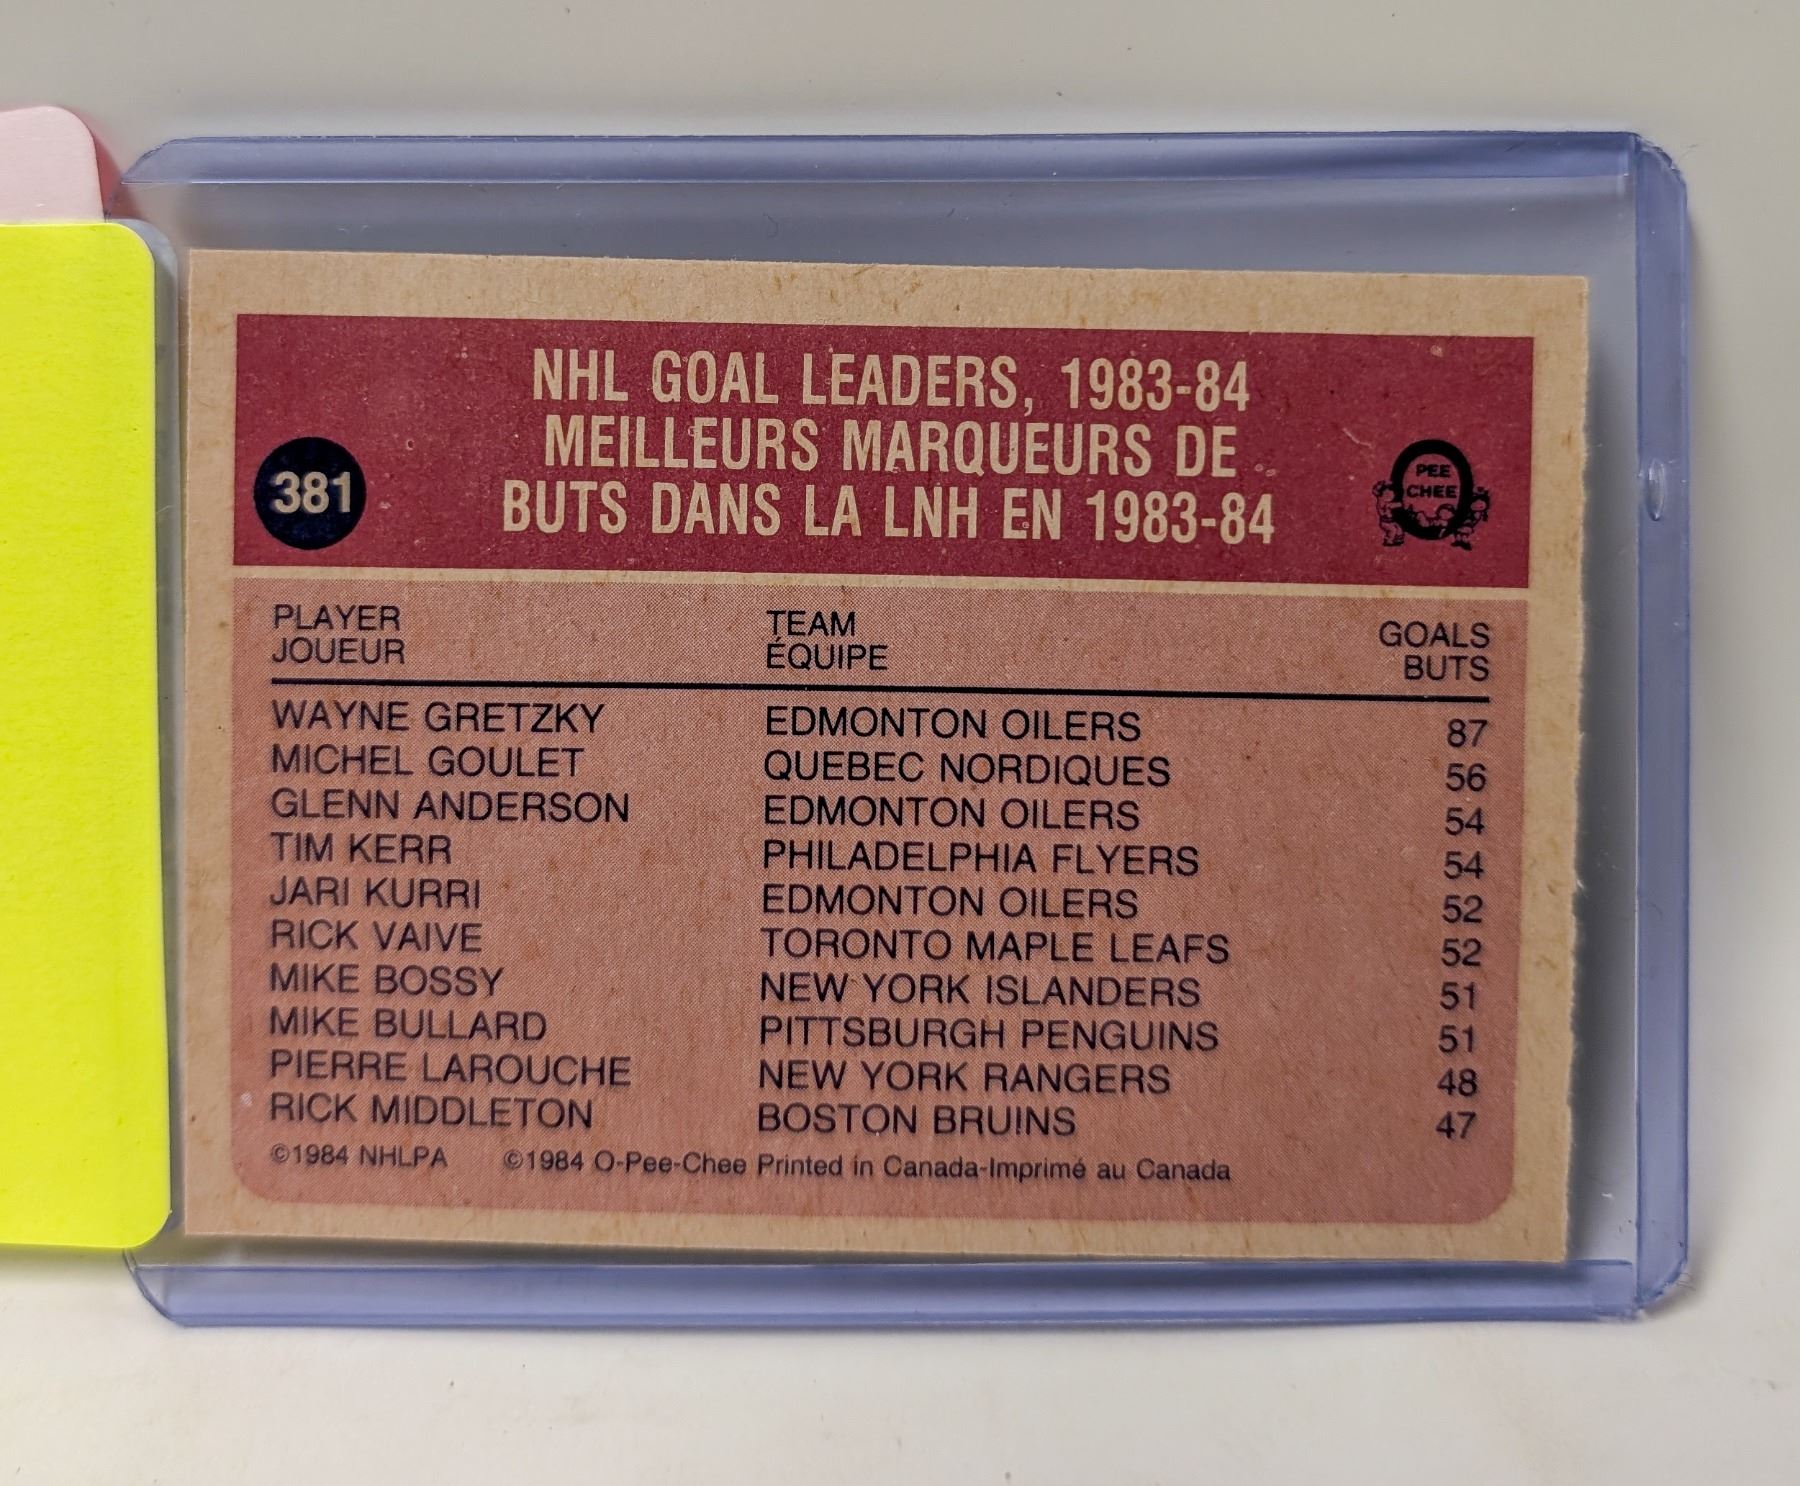 NHL GOAL LEADERS, 1983-84
MEILLEURS MARQUEURS DE
BUTS DANS LA LNH EN 1983-84
381
PEE
CHEE
PLAYER TEAM GOALS
JOUEUR ÉQUIPE BUTS
WAYNE GRETZKY EDMONTON OILERS 87
MICHEL GOULET QUEBEC NORDIQUES 56
GLENN ANDERSON EDMONTON OILERS 54
TIM KERR PHILADELPHIA FLYERS 54
JARI KURRI EDMONTON OILERS 52
RICK VAIVE TORONTO MAPLE LEAFS 52
MIKE BOSSY NEW YORK ISLANDERS 51
MIKE BULLARD PITTSBURGH PENGUINS 51
PIERRE LAROUCHE NEW YORK RANGERS 48
RICK MIDDLETON BOSTON BRUINS 47
©1984 NHLPA ©1984 O-Pee-Chee Printed in Canada-Imprimé au Canada